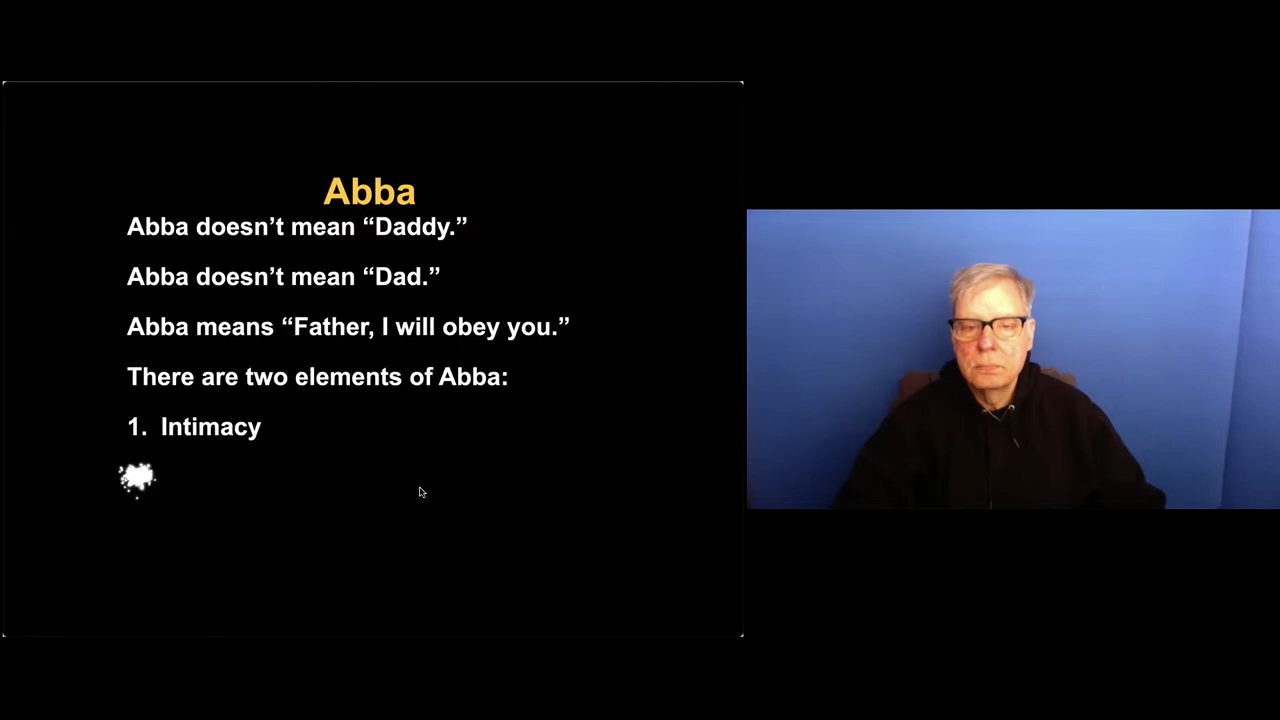 Abba
Abba doesn’t mean “Daddy.”
Abba doesn’t mean “Dad.”
Abba means “Father, I will obey you.”
There are two elements of Abba:
1. Intimacy